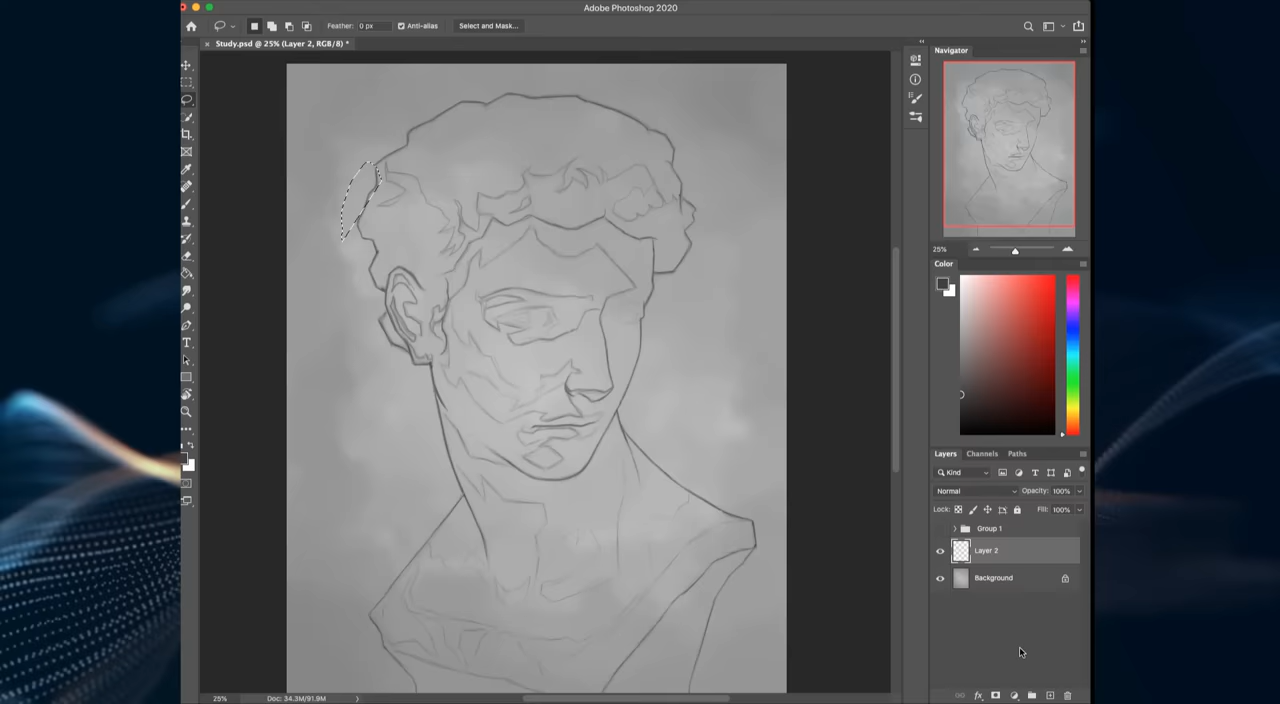 Adobe Photoshop 2020
Feather: 0 px
Anti-alias
Select and Mask...
× Study.psd @ 25% (Layer 2, RGB/8) *
Navigator
25%
Color
Layers Channels Paths
Kind
Normal Opacity: 100%
Lock: Fill: 100%
Group 1
Layer 2
Background
fx
25% Doc: 34.3M/91.9M